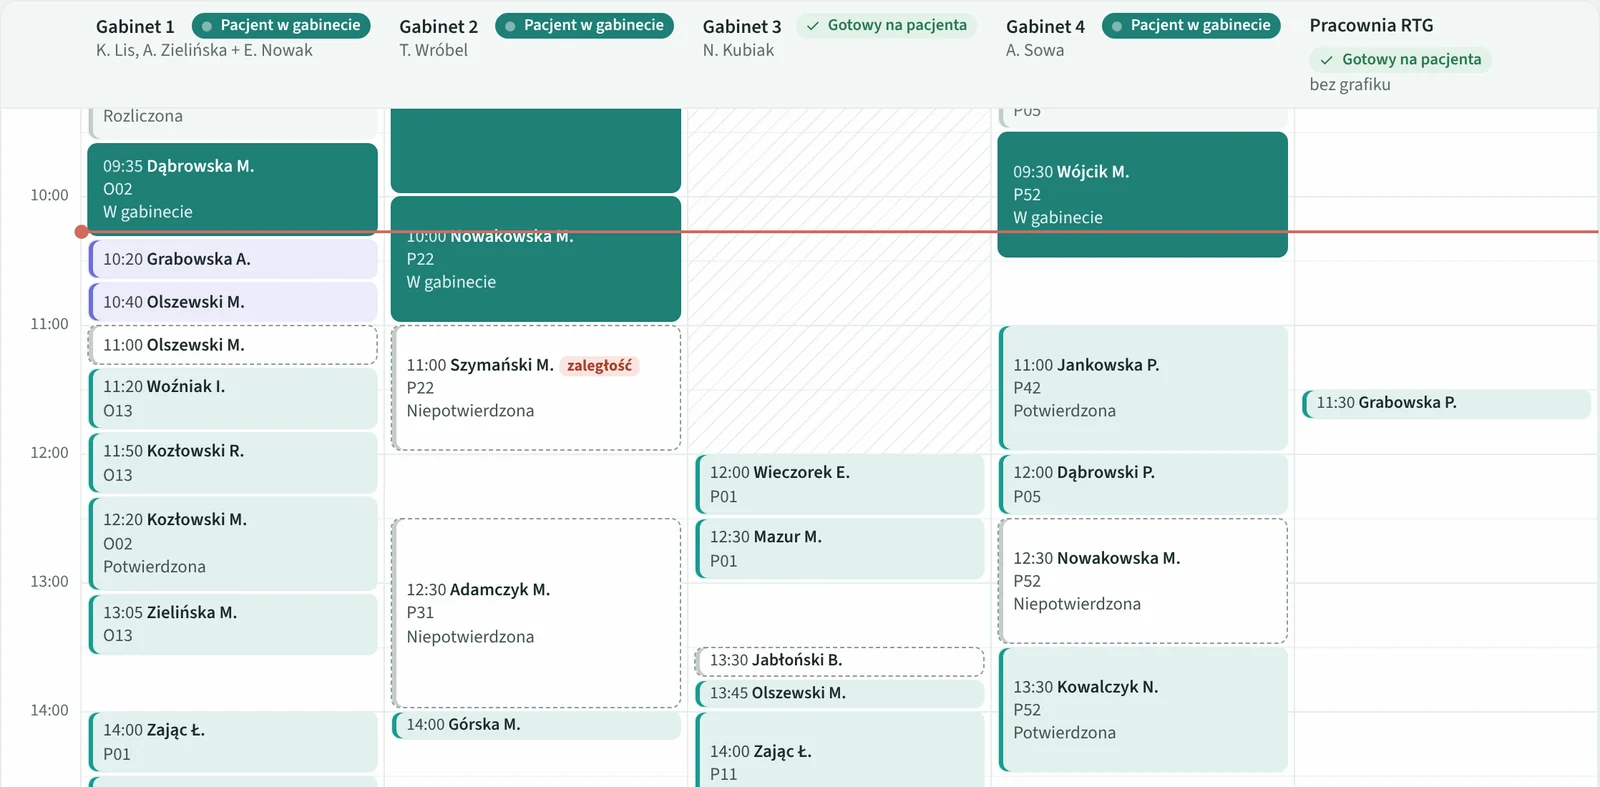 Gabinet 1 Pacjent w gabinecie
K. Lis, A. Zielińska + E. Nowak
Gabinet 2 Pacjent w gabinecie
T. Wróbel
Gabinet 3 Gotowy na pacjenta
N. Kubiak
Gabinet 4 Pacjent w gabinecie
A. Sowa
Pracownia RTG
Gotowy na pacjenta
bez grafiku
10:00
11:00
12:00
13:00
14:00
Rozliczona
09:35 Dąbrowska M.
O02
W gabinecie
10:20 Grabowska A.
10:40 Olszewski M.
11:00 Olszewski M.
11:20 Woźniak I.
O13
11:50 Kozłowski R.
O13
12:20 Kozłowski M.
O02
Potwierdzona
13:05 Zielińska M.
O13
14:00 Zając Ł.
P01
10:00 Nowakowska M.
P22
W gabinecie
11:00 Szymański M. zaległość
P22
Niepotwierdzona
12:30 Adamczyk M.
P31
Niepotwierdzona
14:00 Górska M.
12:00 Wieczorek E.
P01
12:30 Mazur M.
P01
13:30 Jabłoński B.
13:45 Olszewski M.
14:00 Zając Ł.
P11
P05
09:30 Wójcik M.
P52
W gabinecie
11:00 Jankowska P.
P42
Potwierdzona
12:00 Dąbrowski P.
P05
12:30 Nowakowska M.
P52
Niepotwierdzona
13:30 Kowalczyk N.
P52
Potwierdzona
11:30 Grabowska P.